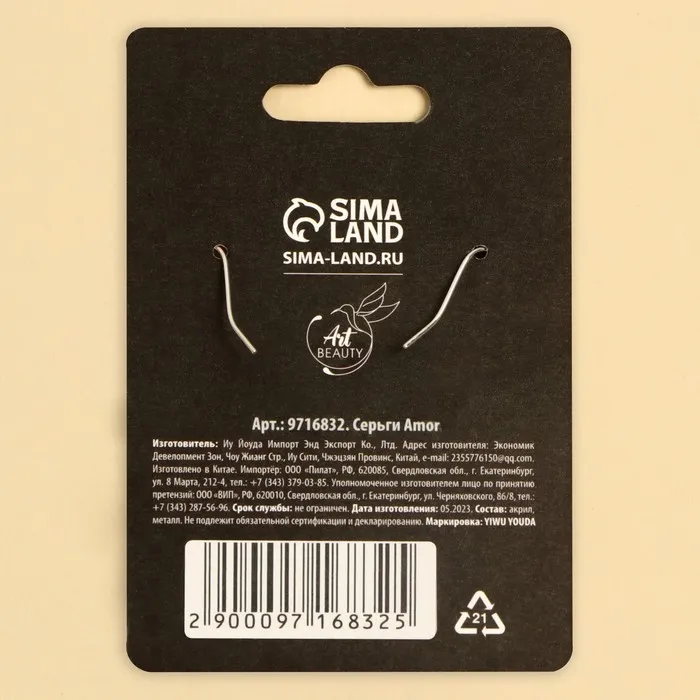 SIMA
LAND
SIMA-LAND.RU
Art
BEAUTY
Арт.: 9716832. Серьги Amor
Изготовитель: Иу Йоуда Импорт Энд Экспорт Ко., Лтд. Адрес изготовителя: Экономик
Девелопмент Зон, Чоу Жианг Стр., Иу Сити, Чжэцзян Провинс, Китай, e-mail: 2355776150@qq.com.
Изготовлено в Китае. Импортёр: ООО «Пилат», РФ, 620085, Свердловская обл., г. Екатеринбург,
ул. 8 Марта, 212-4, тел.: +7 (343) 379-03-85. Уполномоченное изготовителем лицо по принятию
претензий: ООО «ВИП», РФ, 620010, Свердловская обл., г. Екатеринбург, ул. Черняховского, 86/8, тел.:
+7 (343) 287-56-96. Срок службы: не ограничен. Дата изготовления: 05.2023. Состав: акрил,
металл. Не подлежит обязательной сертификации и декларированию. Маркировка: YIWU YOUDA
2 900097 168325
21